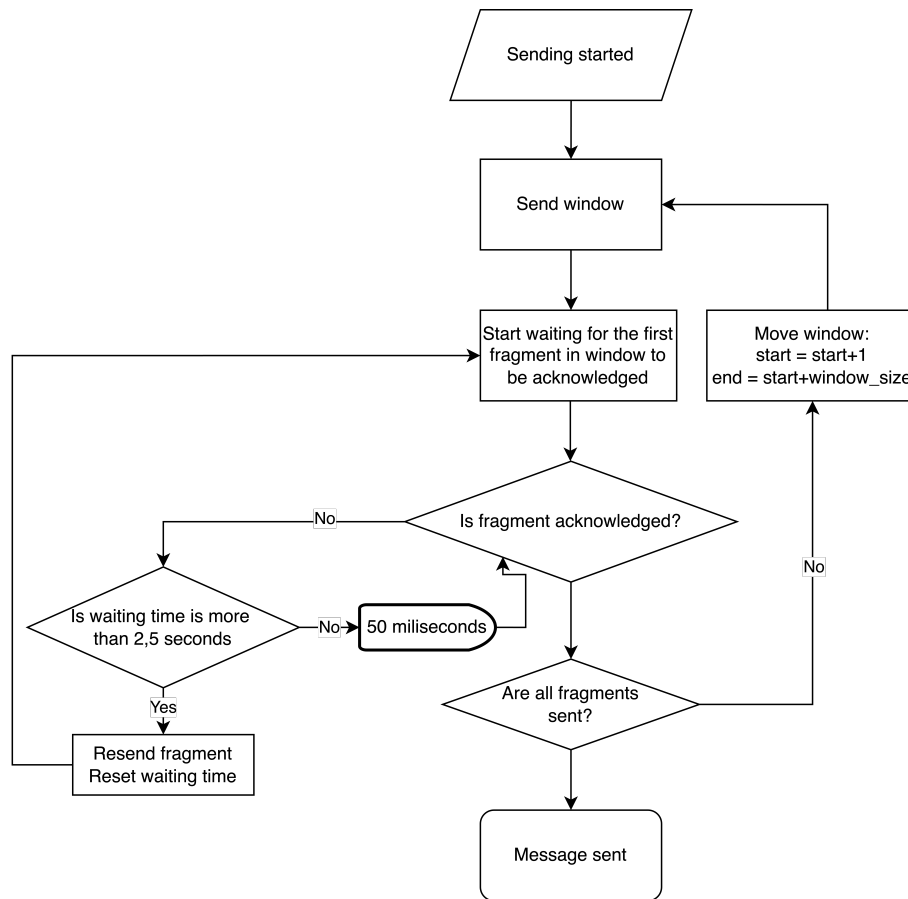 Sending started
Send window
Start waiting for the first
fragment in window to
be acknowledged
Move window:
start = start+1
end = start+window_size
Is fragment acknowledged?
No
No
Is waiting time is more
than 2,5 seconds
No
50 miliseconds
Yes
Are all fragments
sent?
Resend fragment
Reset waiting time
Message sent